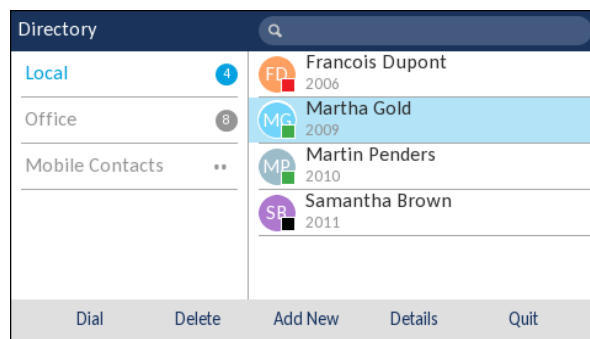 Directory
Local
4
Office
8
Mobile Contacts
FD
Francois Dupont
2006
MG
Martha Gold
2009
MP
Martin Penders
2010
SB
Samantha Brown
2011
Dial Delete Add New Details Quit